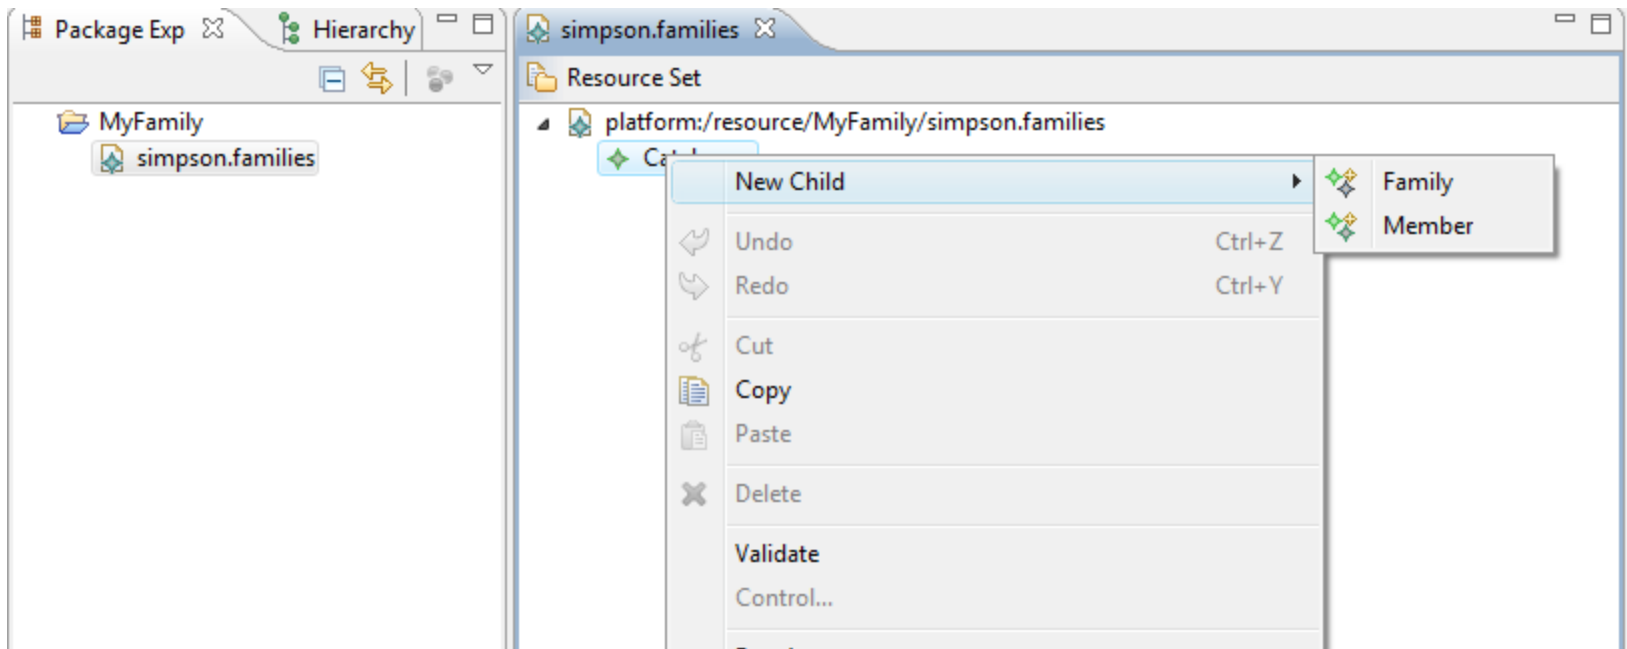 Package Exp
Hierarchy
simpson.families
Resource Set
MyFamily
simpson.families
platform:/resource/MyFamily/simpson.families
New Child
Family
Member
Undo Ctrl+Z
Redo Ctrl+Y
Cut
Copy
Paste
Delete
Validate
Control...